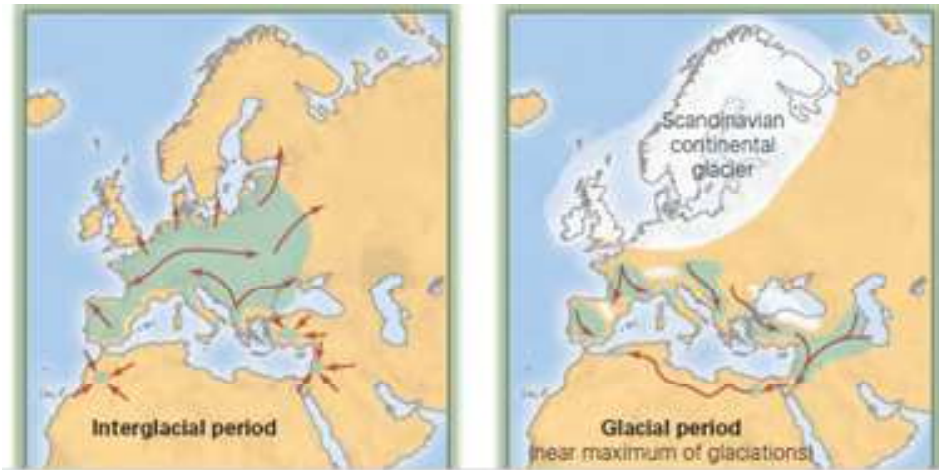 Interglacial period
Scandinavian
continental
glacier
Glacial period
(near maximum of glaciations)